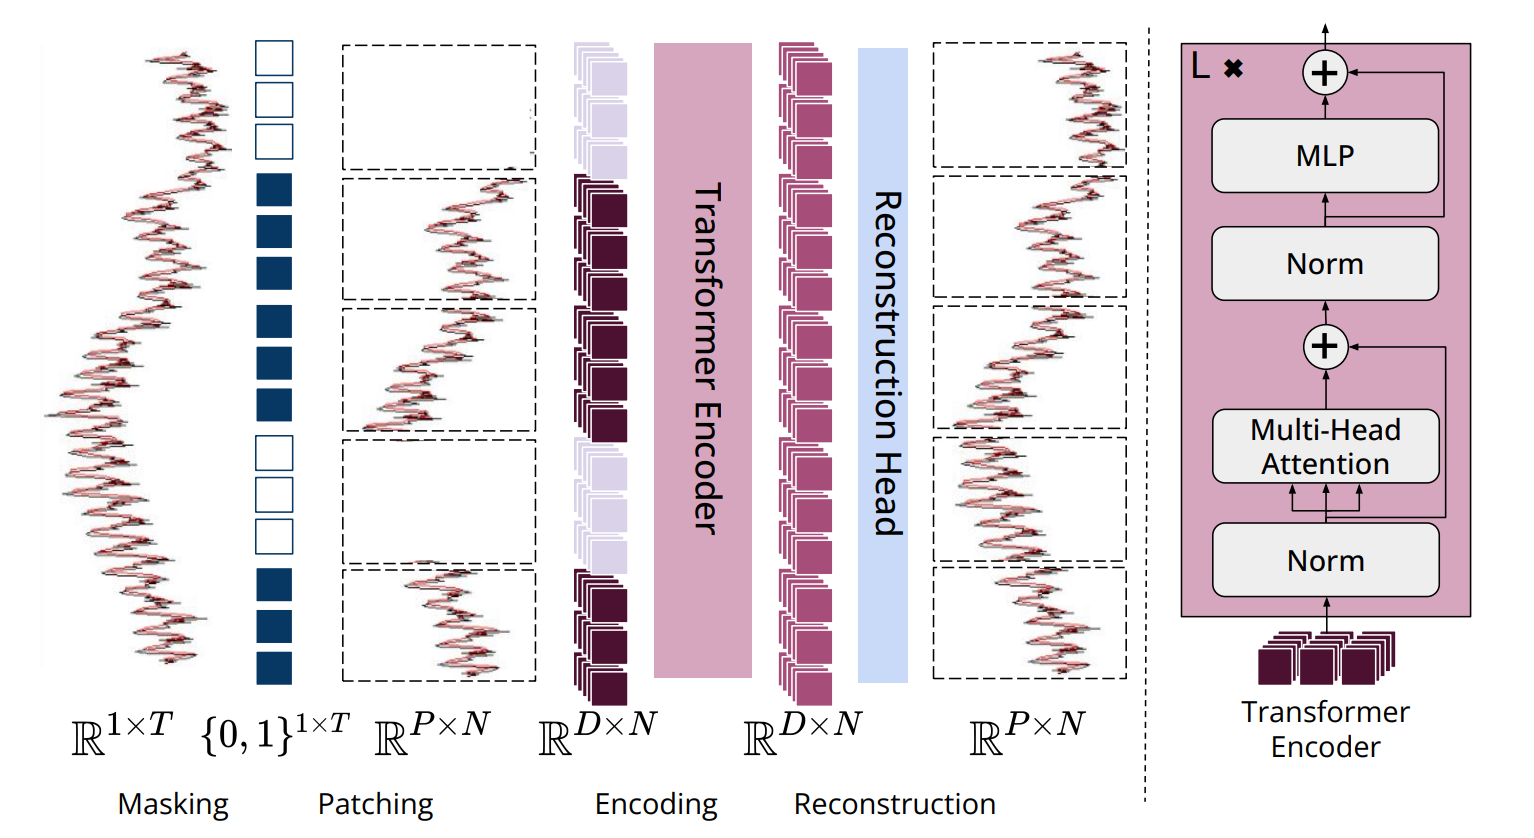 Transformer Encoder
Reconstruction Head
ℝ^{1×T}
{0, 1}^{1×T}
ℝ^{P×N}
ℝ^{D×N}
ℝ^{D×N}
ℝ^{P×N}
Masking
Patching
Encoding
Reconstruction
L ✖
+
MLP
Norm
+
Multi-Head
Attention
Norm
Transformer
Encoder